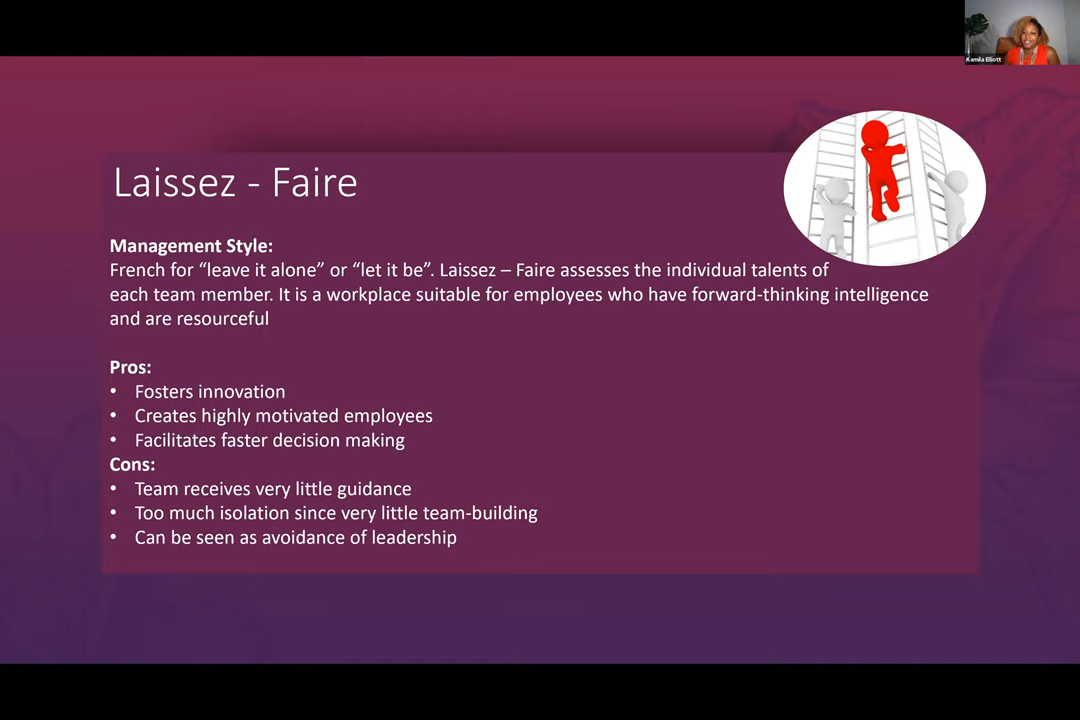 Kamila Elliott
Laissez - Faire
Management Style:
French for “leave it alone” or “let it be”. Laissez – Faire assesses the individual talents of
each team member. It is a workplace suitable for employees who have forward-thinking intelligence
and are resourceful
Pros:
• Fosters innovation
• Creates highly motivated employees
• Facilitates faster decision making
Cons:
• Team receives very little guidance
• Too much isolation since very little team-building
• Can be seen as avoidance of leadership